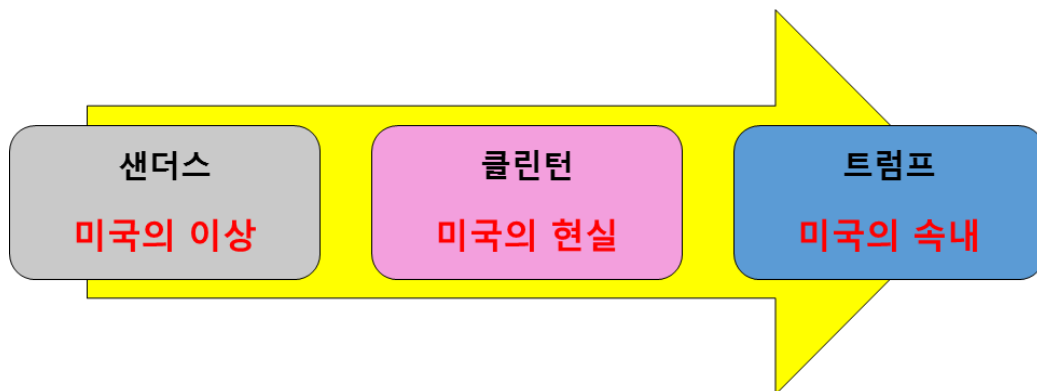 샌더스
미국의 이상
클린턴
미국의 현실
트럼프
미국의 속내